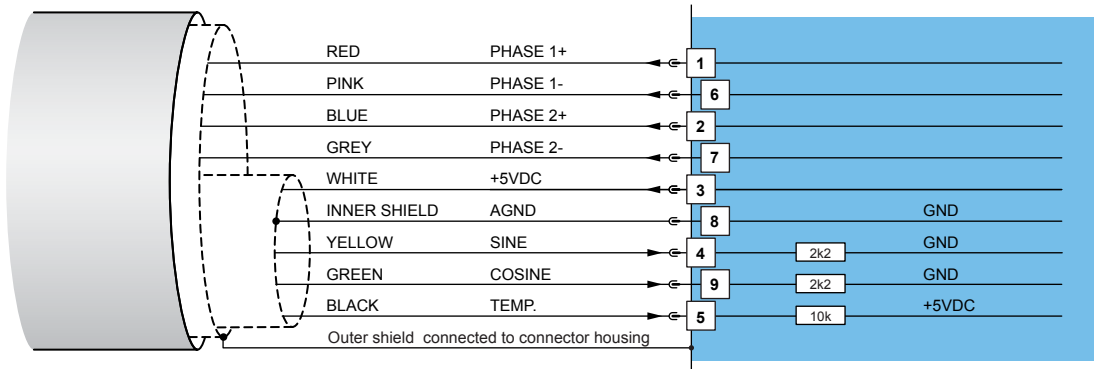 RED PHASE 1+ 1
PINK PHASE 1- 6
BLUE PHASE 2+ 2
GREY PHASE 2- 7
WHITE +5VDC 3
INNER SHIELD AGND 8 GND
YELLOW SINE 4 2k2 GND
GREEN COSINE 9 2k2 GND
BLACK TEMP. 5 10k +5VDC
Outer shield connected to connector housing